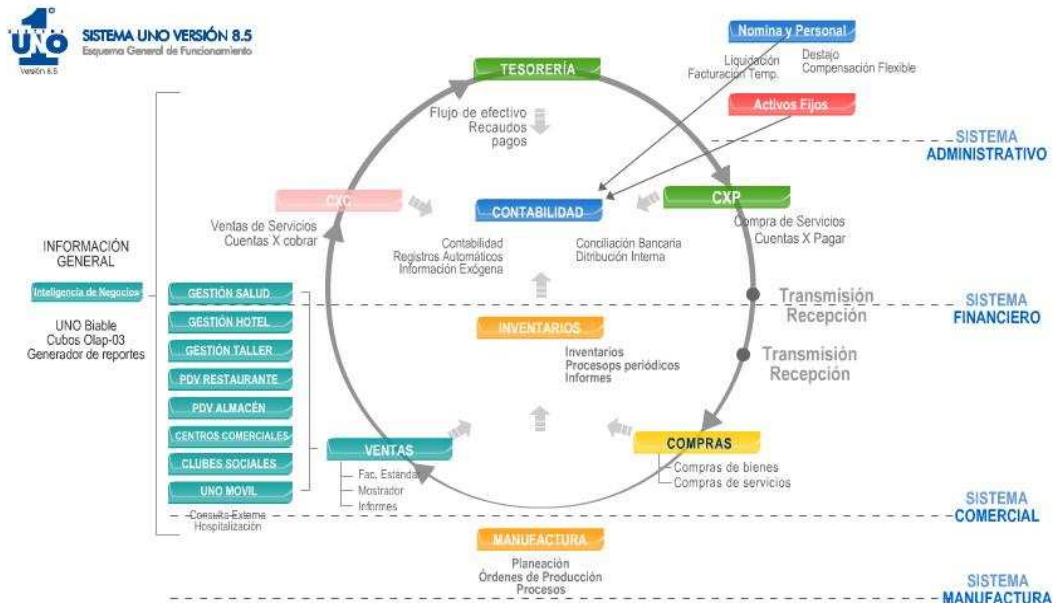 SISTEMA
1
UNO
Versión 8.5
SISTEMA UNO VERSIÓN 8.5
Esquema General de Funcionamiento
Nomina y Personal
Liquidación
Facturación Temp.
Destajo
Compensación Flexible
Activos Fijos
TESORERÍA
Flujo de efectivo
Recaudos
pagos
SISTEMA
ADMINISTRATIVO
CXC
Ventas de Servicios
Cuentas X cobrar
CONTABILIDAD
Contabilidad
Registros Automáticos
Información Exógena
Conciliación Bancaria
Ditribución Interna
CXP
Compra de Servicios
Cuentas X Pagar
INFORMACIÓN
GENERAL
Inteligencia de Negocios
UNO Biable
Cubos Olap-03
Generador de reportes
GESTIÓN SALUD
GESTIÓN HOTEL
GESTIÓN TALLER
PDV RESTAURANTE
PDV ALMACÉN
CENTROS COMERCIALES
CLUBES SOCIALES
UNO MOVIL
Consulta Externa
Hospitalización
Transmisión
Recepción
SISTEMA
FINANCIERO
INVENTARIOS
Inventarios
Procesops periódicos
Informes
Transmisión
Recepción
VENTAS
Fac. Estándar
Mostrador
Informes
COMPRAS
Compras de bienes
Compras de servicios
SISTEMA
COMERCIAL
MANUFACTURA
Planeación
Órdenes de Producción
Procesos
SISTEMA
MANUFACTURA